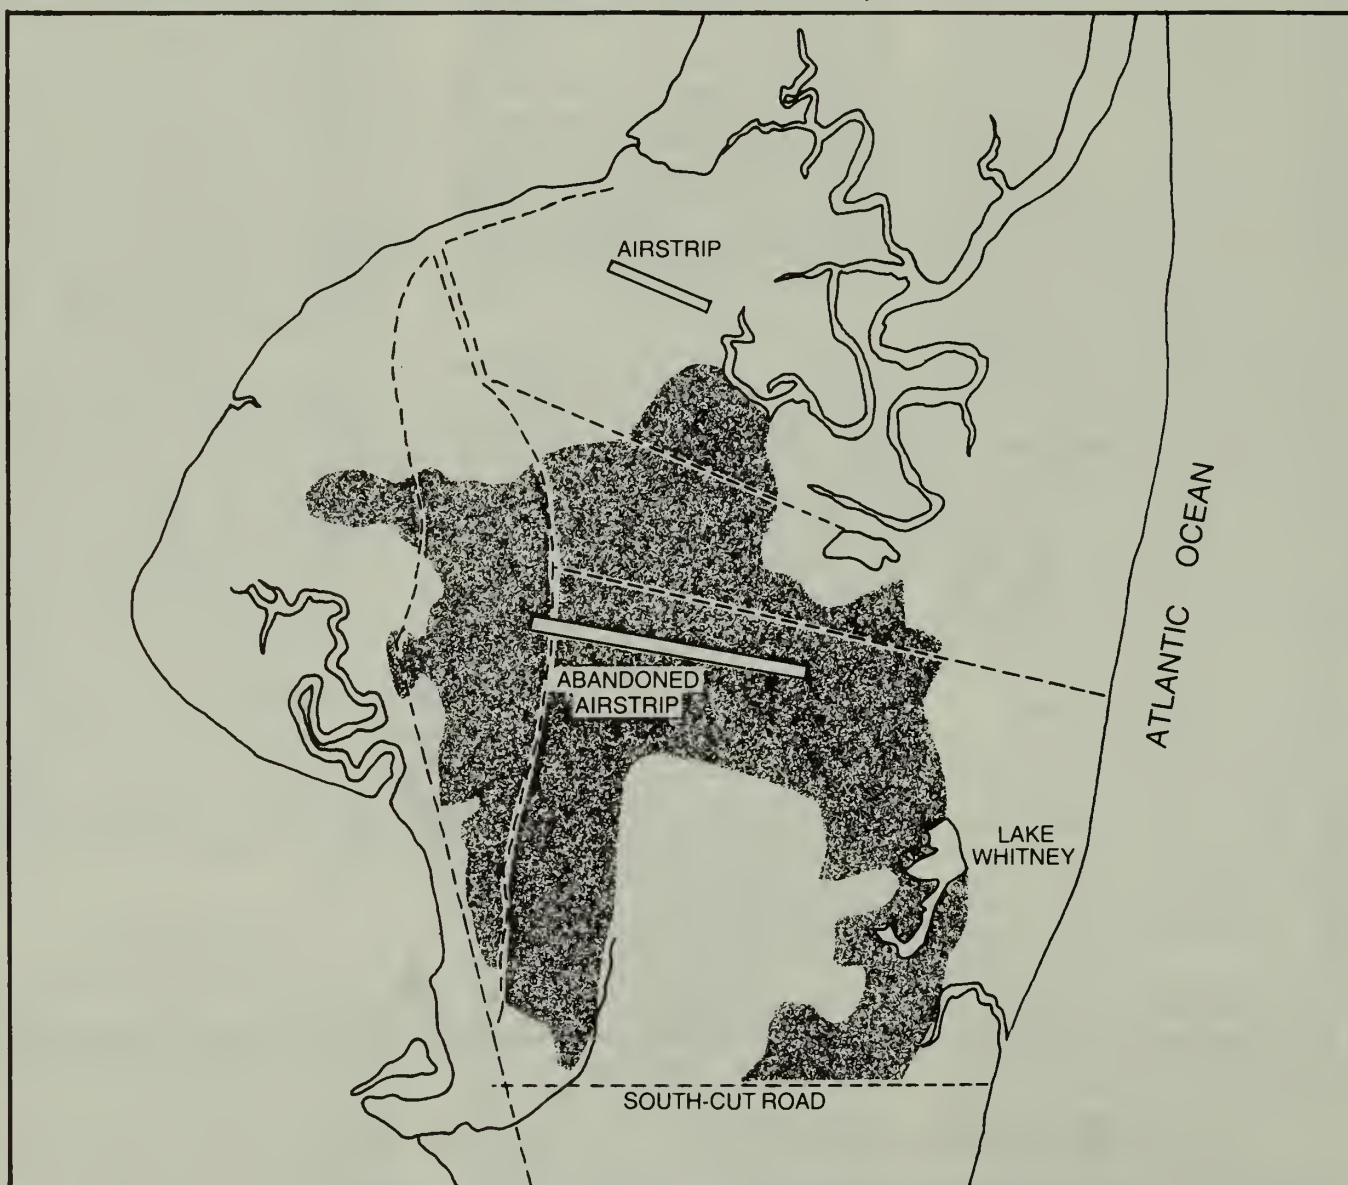 AIRSTRIP
ATLANTIC OCEAN
ABANDONED
AIRSTRIP
LAKE
WHITNEY
SOUTH-CUT ROAD